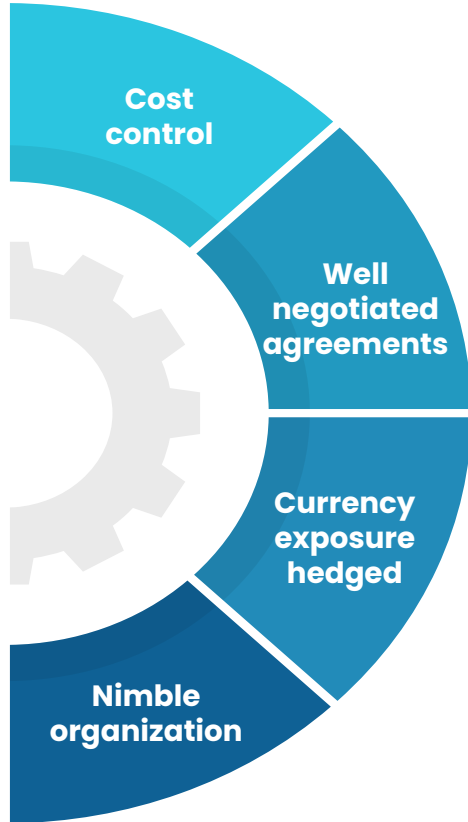 Cost
control
Well
negotiated
agreements
Currency
exposure
hedged
Nimble
organization